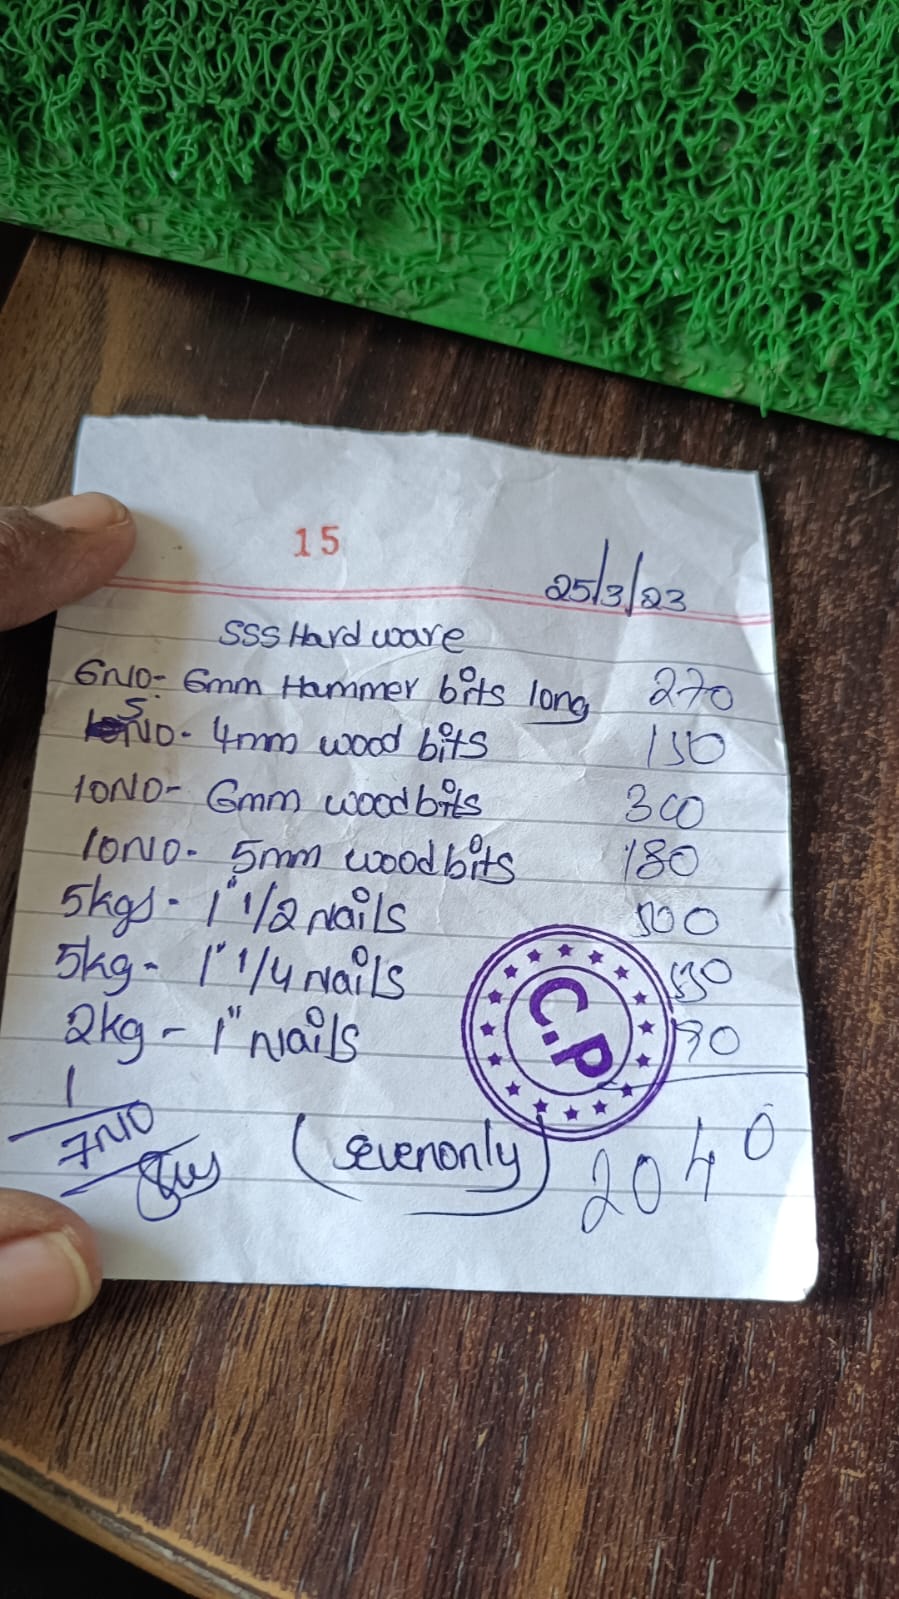 15
25/3/23
SSS Hardware
6NO- 6mm Hammer bits long 270
5NO- 4mm wood bits 150
10NO- 6mm wood bits 300
10NO- 5mm wood bits 180
5kgs- 1" 1/2 Nails 500
5kg- 1" 1/4 Nails 550
2kg- 1" Nails 90
C.P
7NO
(sevenonly) 2040